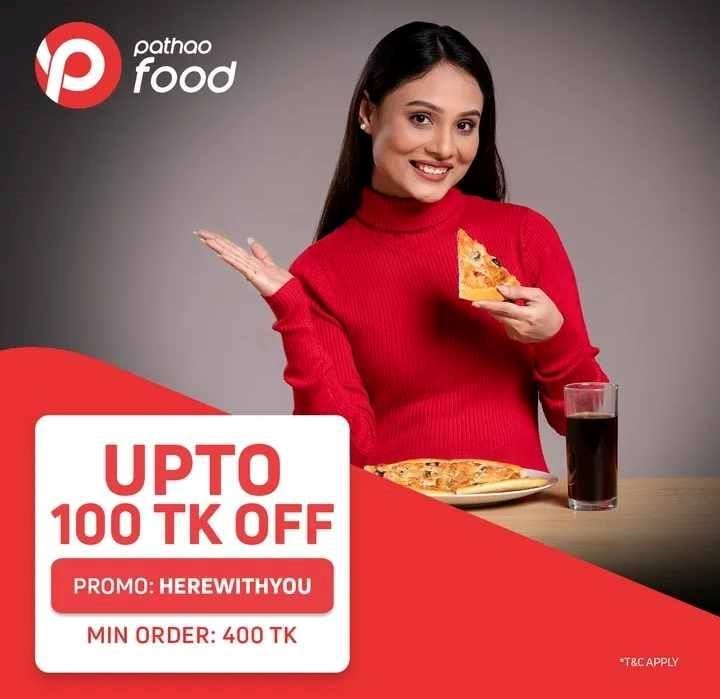 pathao
food
UPTO
100 TK OFF
PROMO: HEREWITHYOU
MIN ORDER: 400 TK
*T&C APPLY